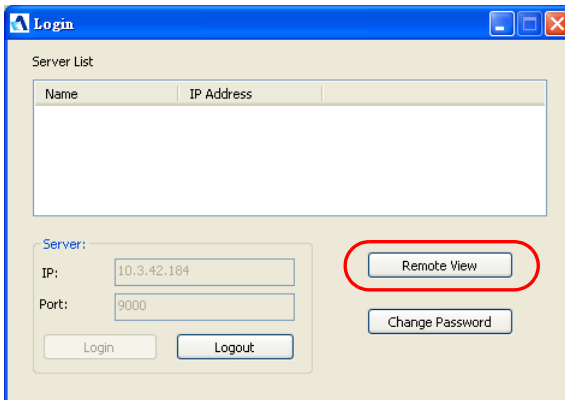 Login
Server List
Name IP Address
Server:
IP: 10.3.42.184
Port: 9000
Login Logout
Remote View
Change Password